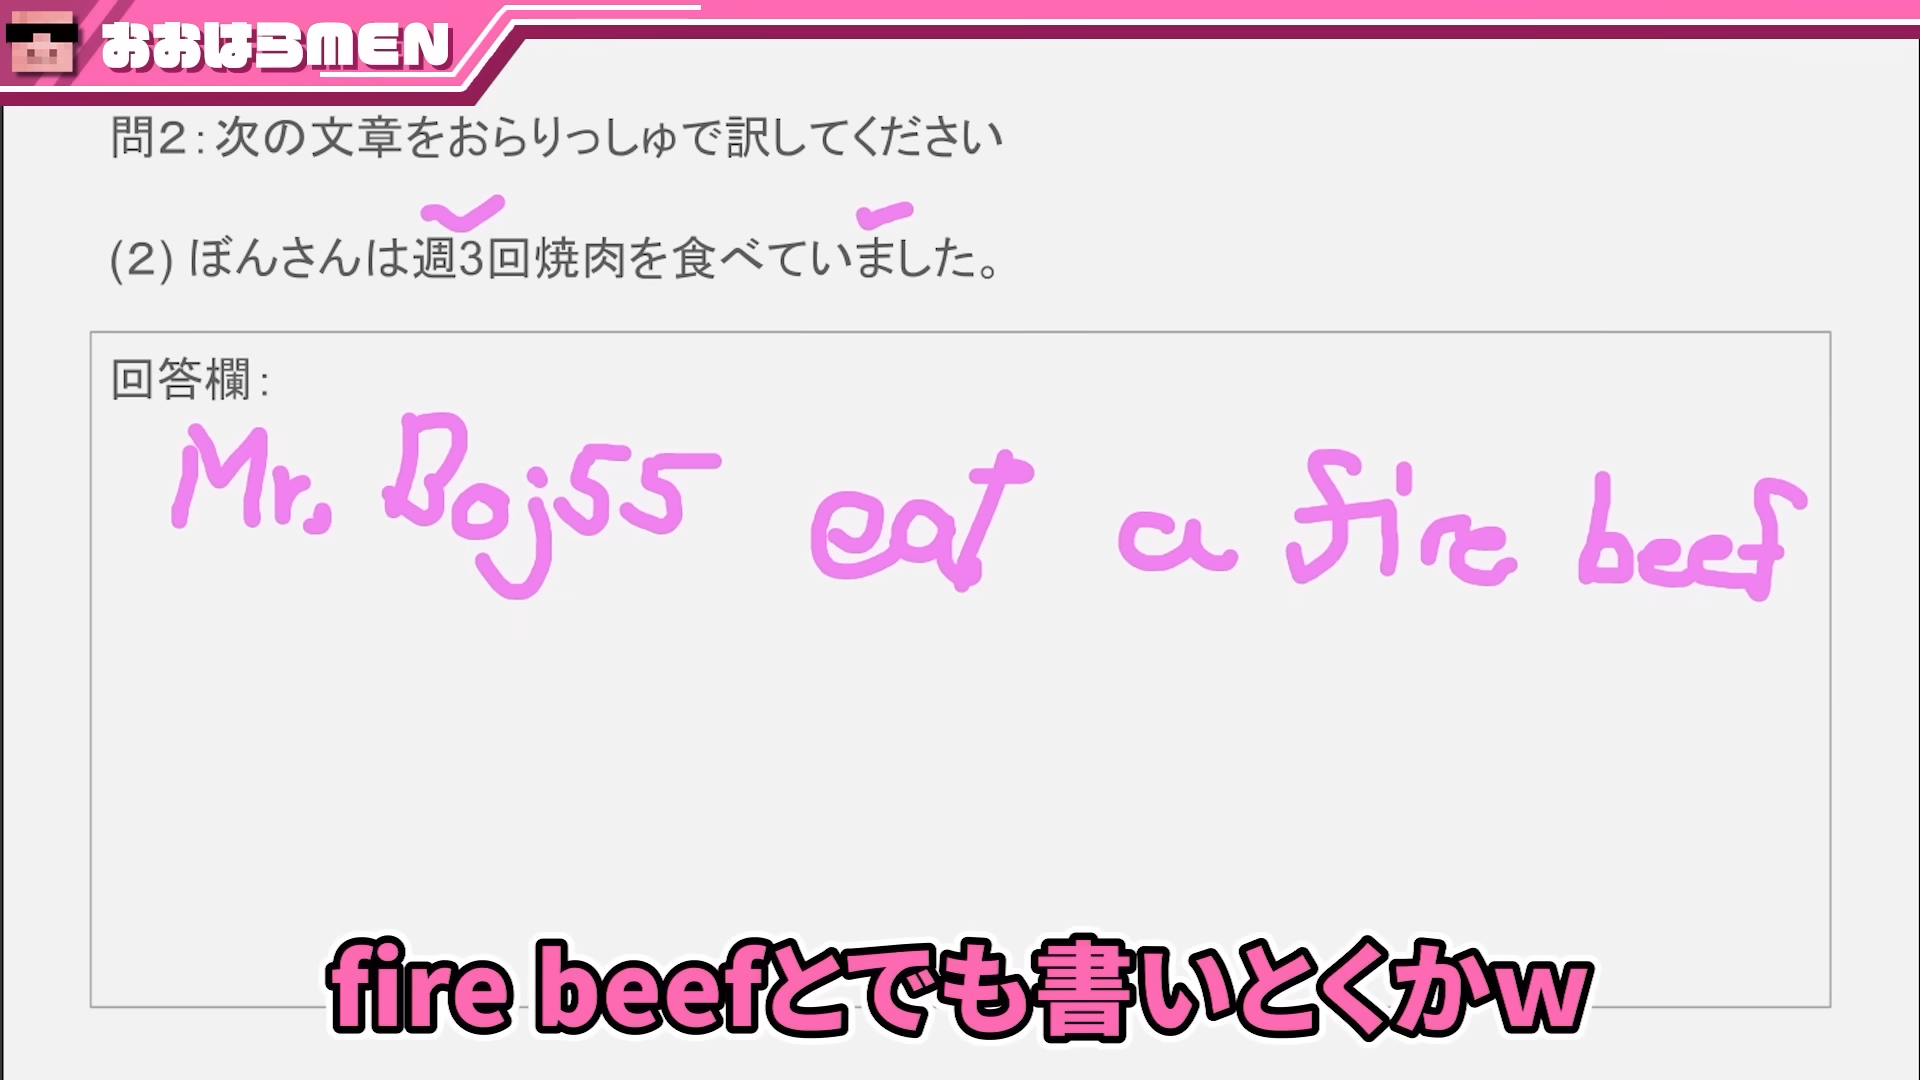 おおはらMEN
問2:次の文章をおらりっしゅで訳してください
(2) ぼんさんは週3回焼肉を食べていました。
回答欄:
Mr. Boj55 eat a fire beef
fire beefとでも書いとくかw